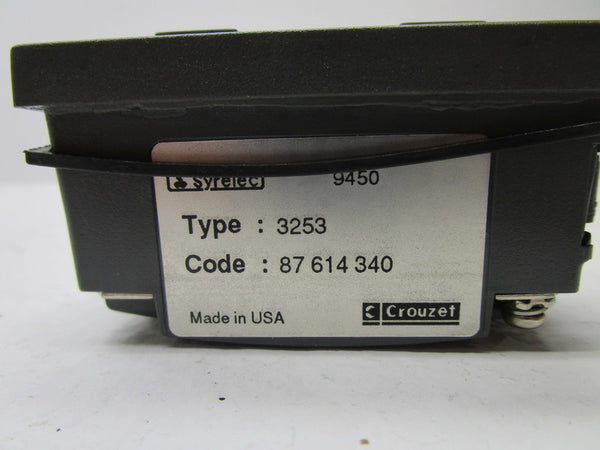 Syrelec 9450
Type : 3253
Code : 87 614 340
Made in USA C Crouzet